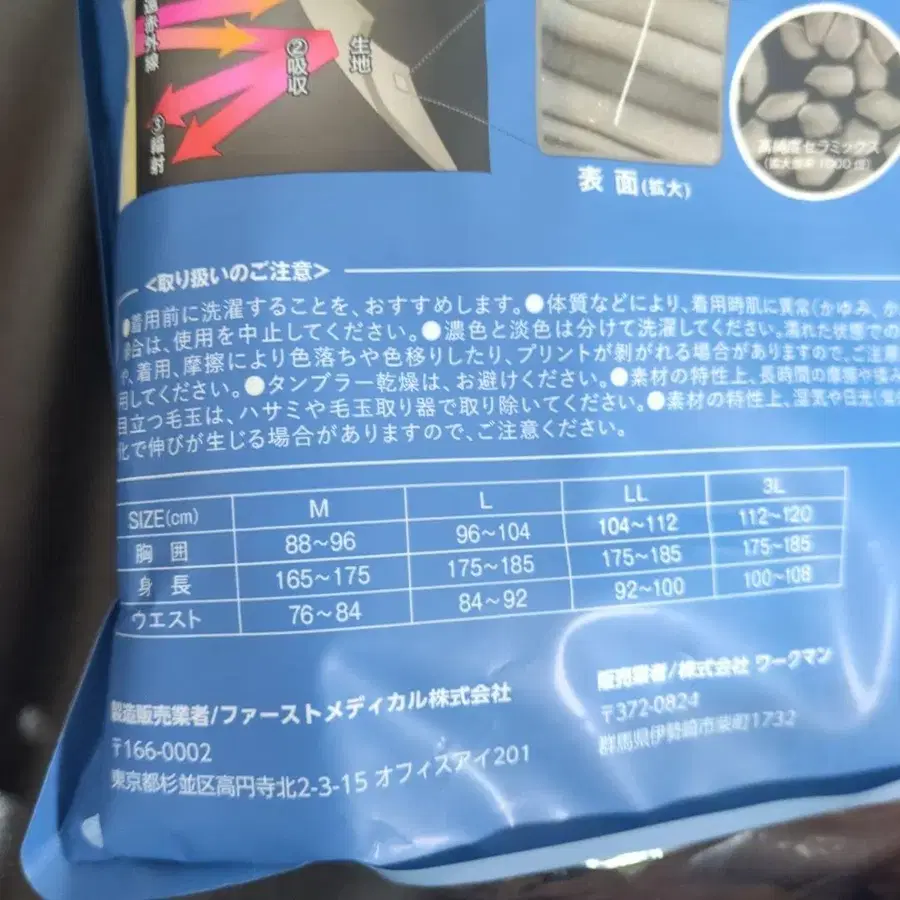 遠赤外線
②吸収
生地
③輻射
表面(拡大)
高純度セラミックス
<取り扱いのご注意>
●着用前に洗濯することを、おすすめします。●体質などにより、着用時肌に異常(かゆみ、か
合は、使用を中止してください。●濃色と淡色は分けて洗濯してください。濡れた状態での
や、着用、摩擦により色落ちや色移りしたり、プリントが剥がれる場合がありますので、ご注意
用してください。●タンブラー乾燥は、お避けください。●素材の特性上、長時間の摩擦や揉み
目立つ毛玉は、ハサミや毛玉取り器で取り除いてください。●素材の特性上、湿気や日光
化で伸びが生じる場合がありますので、ご注意ください。
SIZE(cm) M L LL 3L
胸囲 88~96 96~104 104~112 112~120
身長 165~175 175~185 175~185 175~185
ウエスト 76~84 84~92 92~100 100~108
製造販売業者/ファーストメディカル株式会社
〒166-0002
東京都杉並区高円寺北2-3-15 オフィスアイ201
販売業者/株式会社 ワークマン
〒372-0824
群馬県伊勢崎市柴町1732